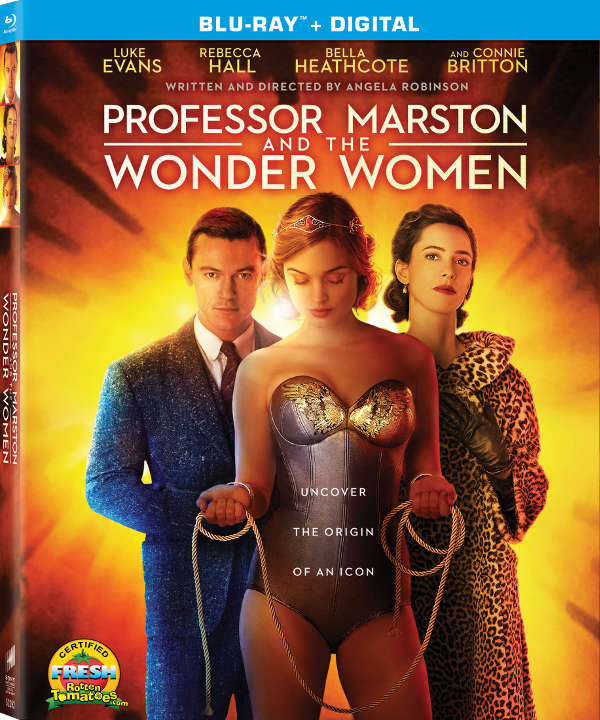 BLU-RAY™ + DIGITAL
LUKE EVANS
REBECCA HALL
BELLA HEATHCOTE
AND CONNIE BRITTON
WRITTEN AND DIRECTED BY ANGELA ROBINSON
PROFESSOR MARSTON
AND THE
WONDER WOMEN
PROFESSOR MARSTON
AND THE
WONDER WOMEN
UNCOVER
THE ORIGIN
OF AN ICON
CERTIFIED
FRESH
Rotten
Tomatoes.com